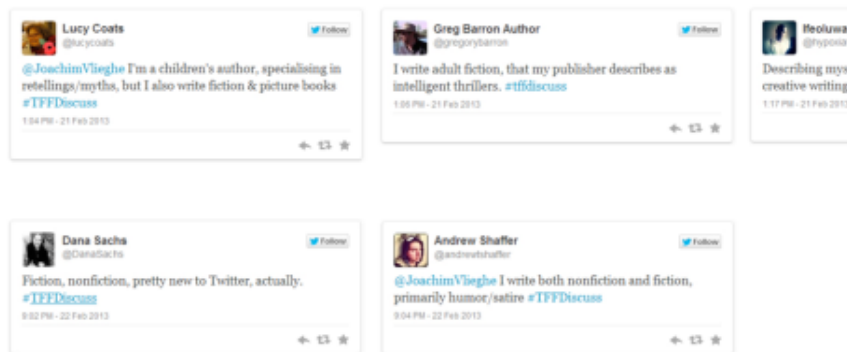 Lucy Coats
@lucycoats
Follow
@JoachimVlieghe I'm a children's author, specialising in
retellings/myths, but I also write fiction & picture books
#TFFDiscuss
1:04 PM - 21 Feb 2013
Greg Barron Author
@gregorybarron
Follow
I write adult fiction, that my publisher describes as
intelligent thrillers. #tffdiscuss
1:06 PM - 21 Feb 2013
Ifeoluwa
Describing mys
creative writing
1:17 PM - 21 Feb 2013
Dana Sachs
@DanaSachs
Follow
Fiction, nonfiction, pretty new to Twitter, actually.
#TFFDiscuss
9:02 PM - 22 Feb 2013
Andrew Shaffer
@andrewtshaffer
Follow
@JoachimVlieghe I write both nonfiction and fiction,
primarily humor/satire #TFFDiscuss
9:04 PM - 22 Feb 2013